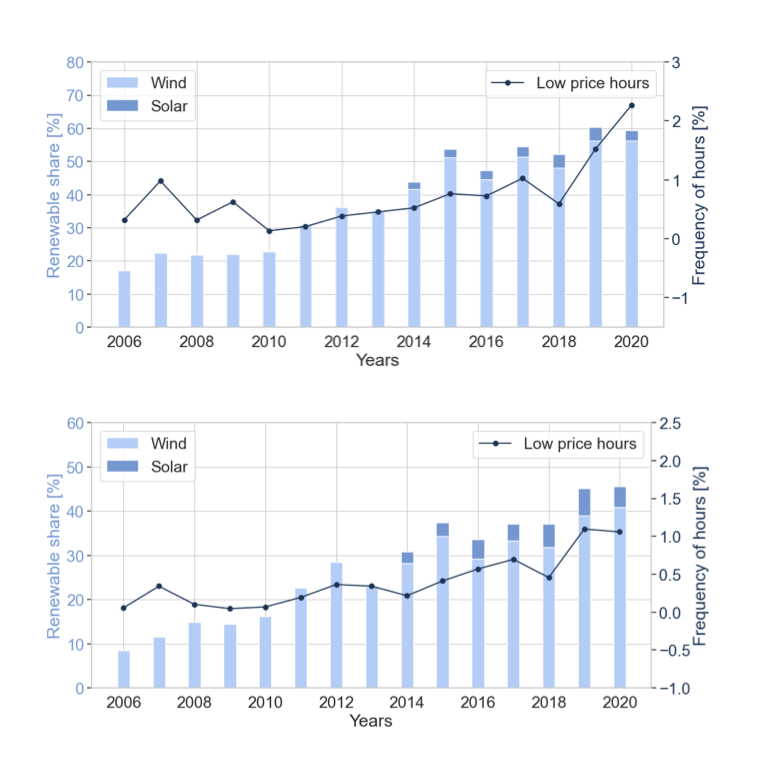 80
70
60
50
40
30
20
10
0
Renewable share [%]
Wind
Solar
Low price hours
3
2
1
0
−1
Frequency of hours [%]
2006 2008 2010 2012 2014 2016 2018 2020
Years
60
50
40
30
20
10
0
Renewable share [%]
Wind
Solar
Low price hours
2.5
2.0
1.5
1.0
0.5
0.0
−0.5
−1.0
Frequency of hours [%]
2006 2008 2010 2012 2014 2016 2018 2020
Years